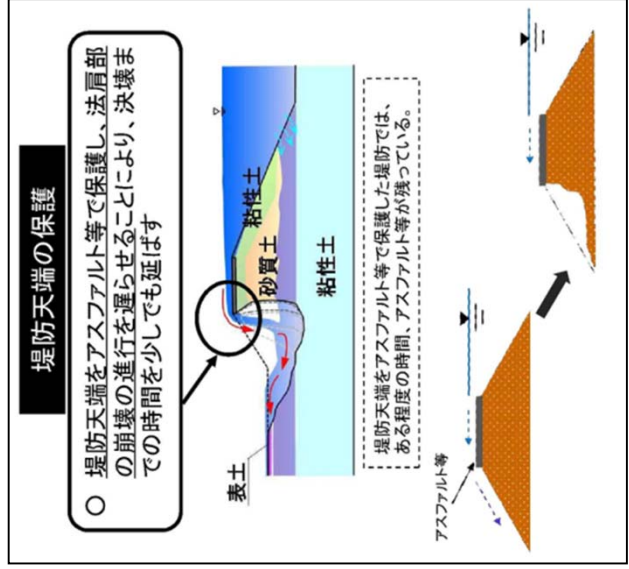 堤防天端の保護
○ 堤防天端をアスファルト等で保護し、法肩部
の崩壊の進行を遅らせることにより、決壊ま
での時間を少しでも延ばす
表土
砂質土
粘性土
粘性土
堤防天端をアスファルト等で保護した堤防では、
ある程度の時間、アスファルト等が残っている。
アスファルト等